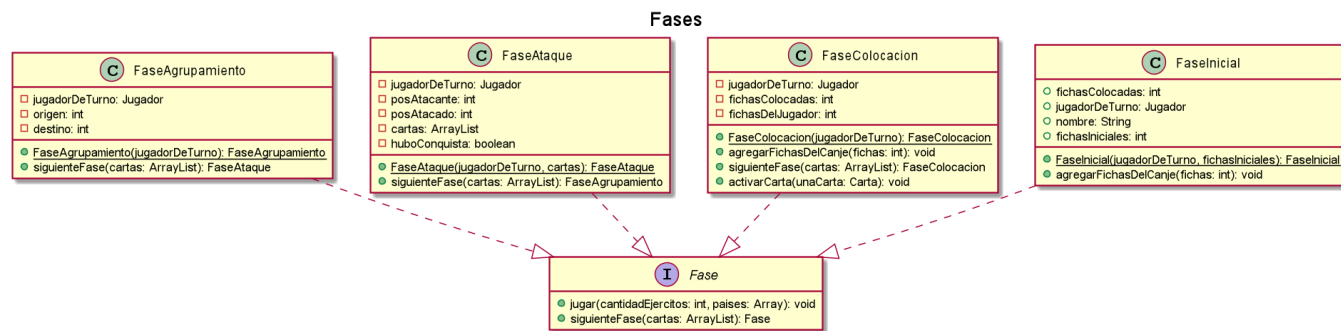 Fases
C FaseAgrupamiento
jugadorDeTurno: Jugador
origen: int
destino: int
FaseAgrupamiento(jugadorDeTurno): FaseAgrupamiento
siguienteFase(cartas: ArrayList): FaseAtaque
C FaseAtaque
jugadorDeTurno: Jugador
posAtacante: int
posAtacado: int
cartas: ArrayList
huboConquista: boolean
FaseAtaque(jugadorDeTurno, cartas): FaseAtaque
siguienteFase(cartas: ArrayList): FaseAgrupamiento
C FaseColocacion
jugadorDeTurno: Jugador
fichasColocadas: int
fichasDelJugador: int
FaseColocacion(jugadorDeTurno): FaseColocacion
agregarFichasDelCanje(fichas: int): void
siguienteFase(cartas: ArrayList): FaseColocacion
activarCarta(unaCarta: Carta): void
C FaseInicial
fichasColocadas: int
jugadorDeTurno: Jugador
nombre: String
fichasIniciales: int
FaseInicial(jugadorDeTurno, fichasIniciales): FaseInicial
agregarFichasDelCanje(fichas: int): void
I Fase
jugar(cantidadEjercitos: int, paises: Array): void
siguienteFase(cartas: ArrayList): Fase